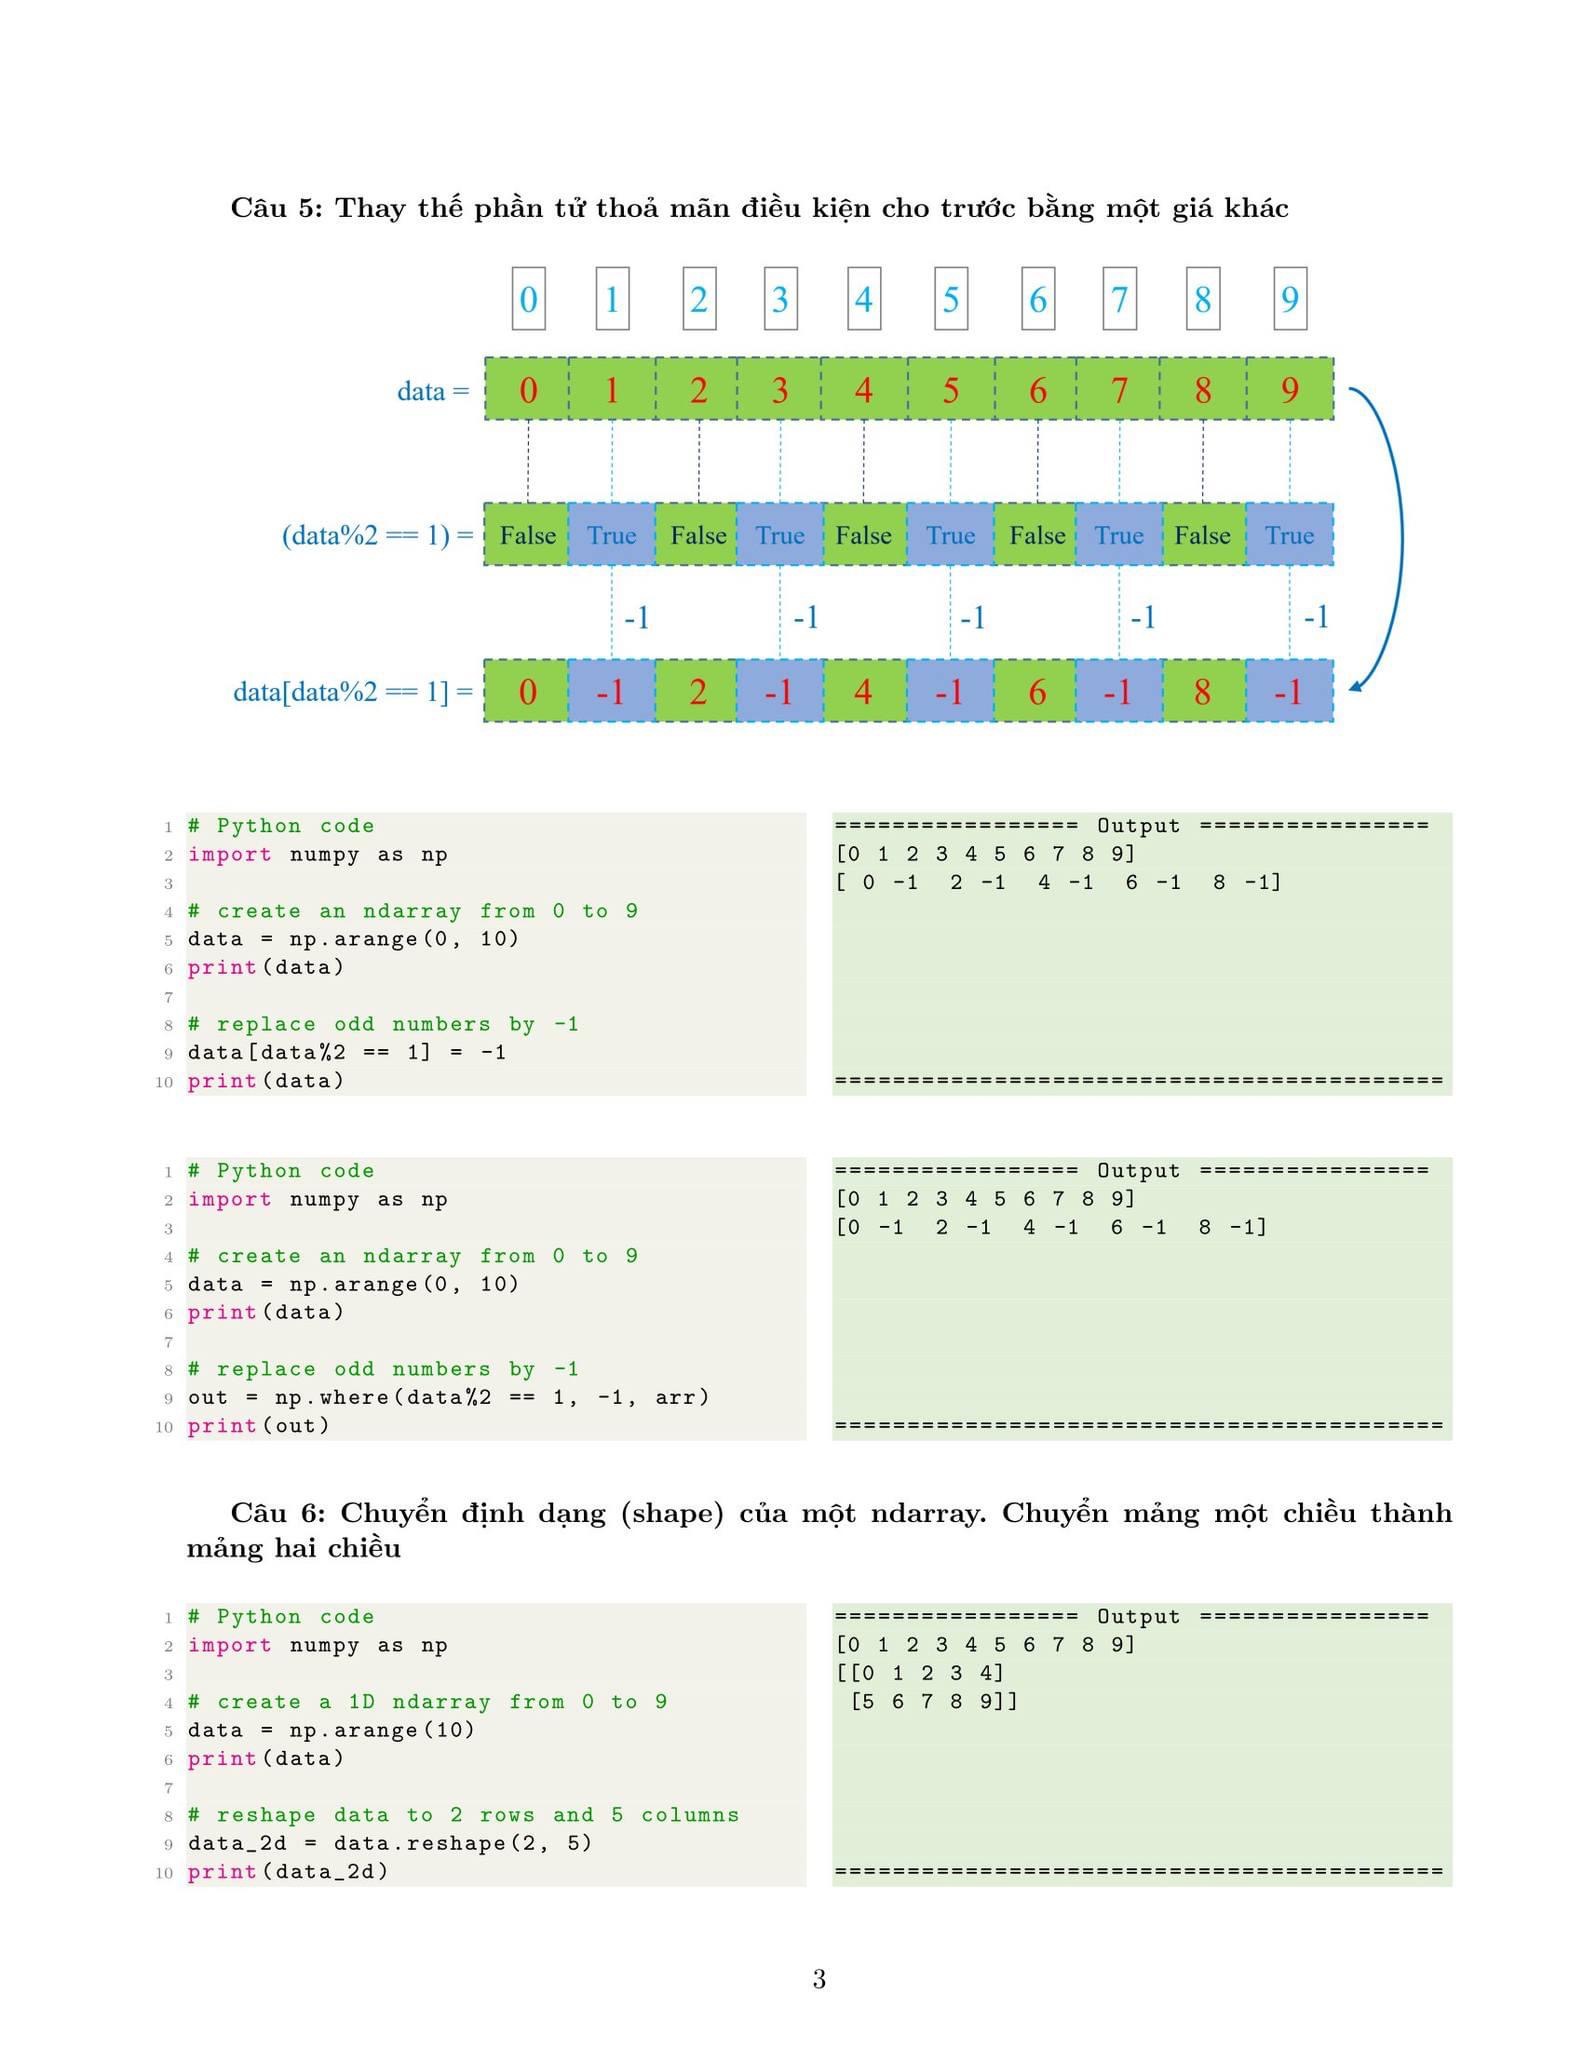 Câu 5: Thay thế phần tử thoả mãn điều kiện cho trước bằng một giá khác
0 1 2 3 4 5 6 7 8 9
data = 0 1 2 3 4 5 6 7 8 9
(data%2 == 1) = False True False True False True False True False True
-1 -1 -1 -1 -1
data[data%2 == 1] = 0 -1 2 -1 4 -1 6 -1 8 -1
1 # Python code
2 import numpy as np
3
4 # create an ndarray from 0 to 9
5 data = np.arange(0, 10)
6 print(data)
7
8 # replace odd numbers by -1
9 data[data%2 == 1] = -1
10 print(data)
================= Output ================
[0 1 2 3 4 5 6 7 8 9]
[ 0 -1  2 -1  4 -1  6 -1  8 -1]
==========================================
1 # Python code
2 import numpy as np
3
4 # create an ndarray from 0 to 9
5 data = np.arange(0, 10)
6 print(data)
7
8 # replace odd numbers by -1
9 out = np.where(data%2 == 1, -1, arr)
10 print(out)
================= Output ================
[0 1 2 3 4 5 6 7 8 9]
[0 -1  2 -1  4 -1  6 -1  8 -1]
==========================================
Câu 6: Chuyển định dạng (shape) của một ndarray. Chuyển mảng một chiều thành
mảng hai chiều
1 # Python code
2 import numpy as np
3
4 # create a 1D ndarray from 0 to 9
5 data = np.arange(10)
6 print(data)
7
8 # reshape data to 2 rows and 5 columns
9 data_2d = data.reshape(2, 5)
10 print(data_2d)
================= Output ================
[0 1 2 3 4 5 6 7 8 9]
[[0 1 2 3 4]
 [5 6 7 8 9]]
==========================================
3